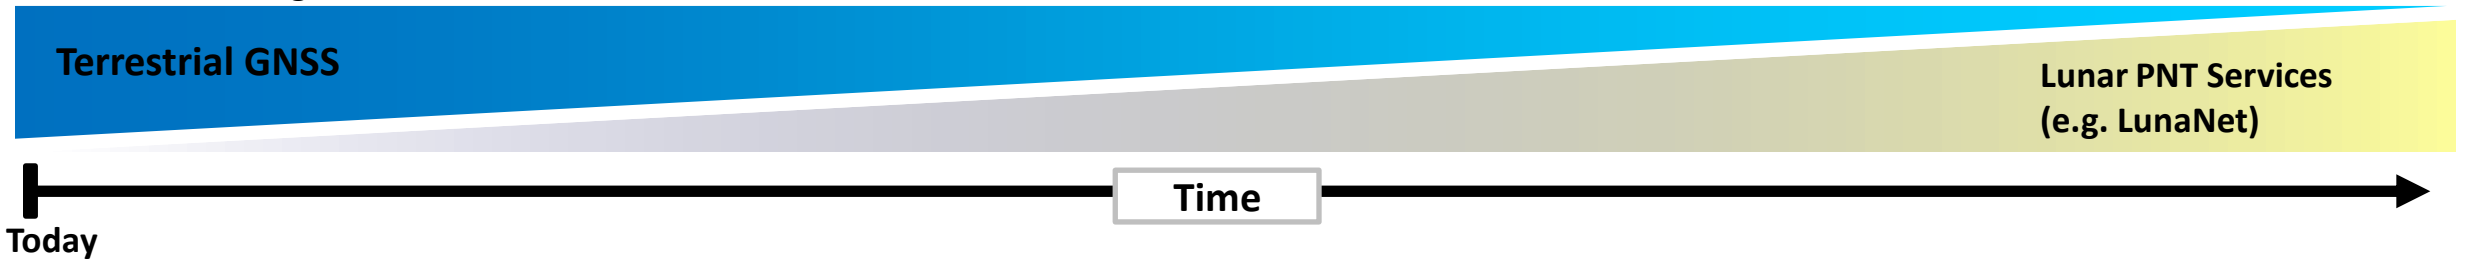 Terrestrial GNSS
Lunar PNT Services
(e.g. LunaNet)
Time
Today